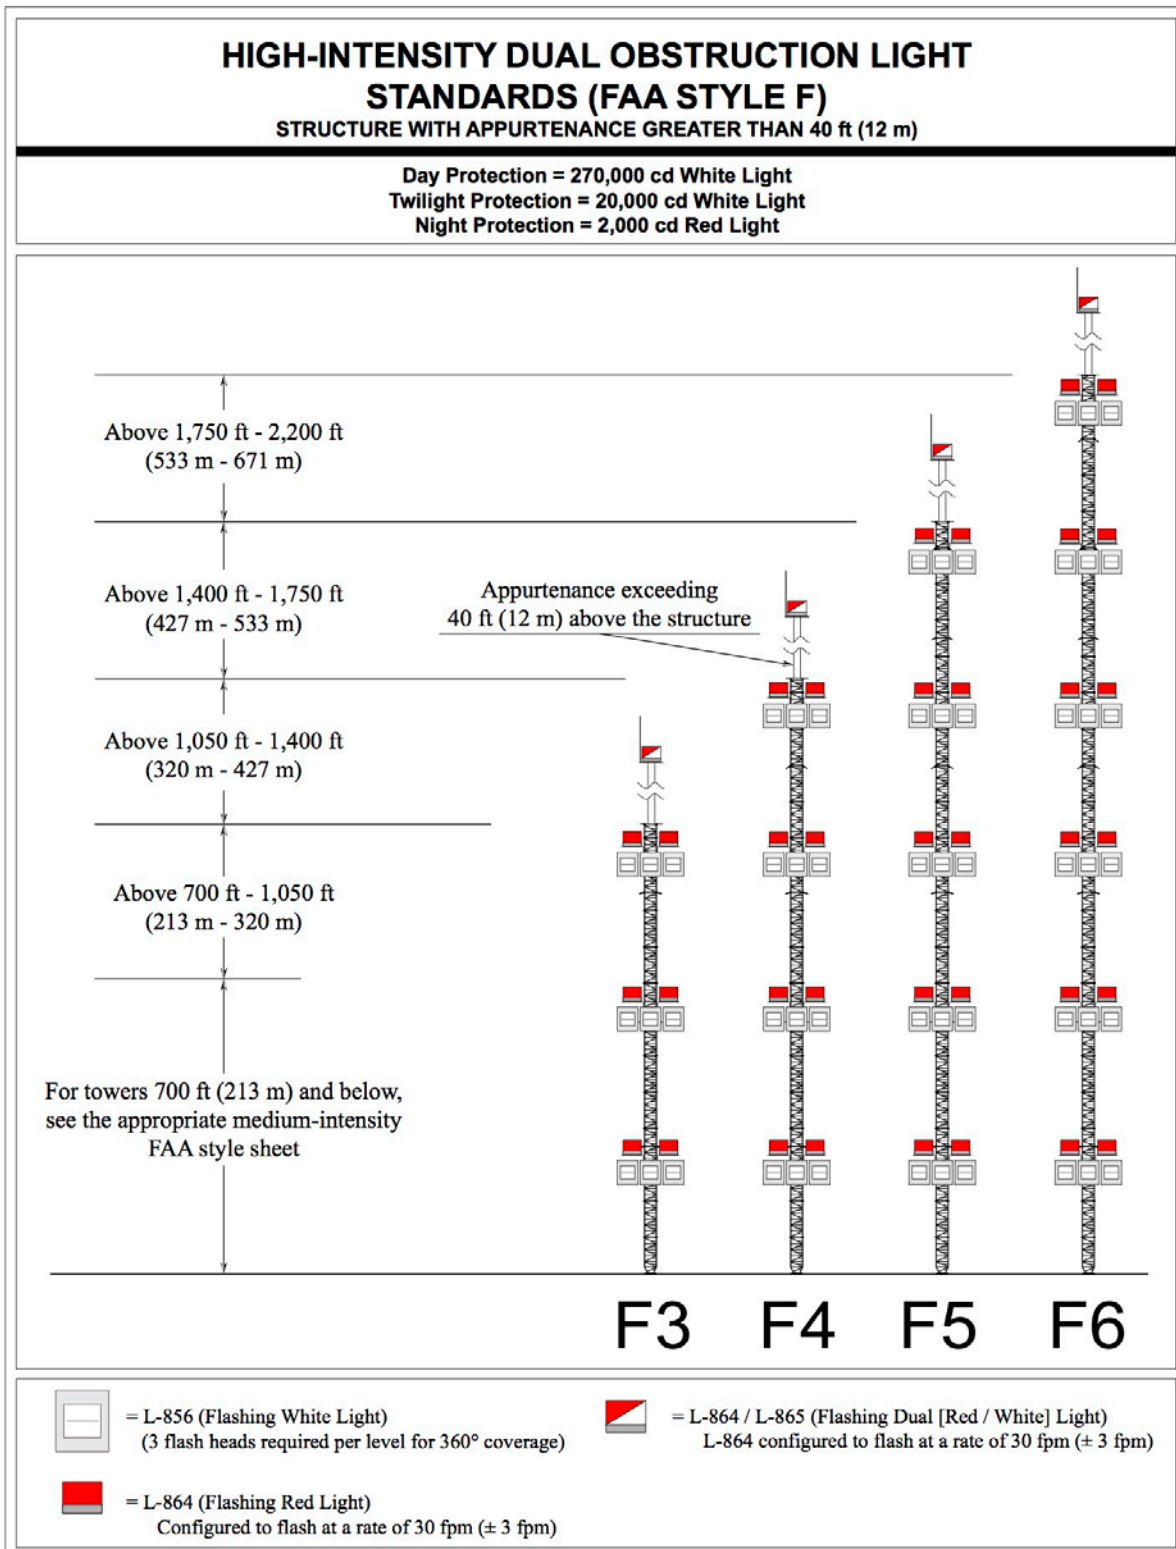 HIGH-INTENSITY DUAL OBSTRUCTION LIGHT
STANDARDS (FAA STYLE F)
STRUCTURE WITH APPURTENANCE GREATER THAN 40 ft (12 m)
Day Protection = 270,000 cd White Light
Twilight Protection = 20,000 cd White Light
Night Protection = 2,000 cd Red Light
Above 1,750 ft - 2,200 ft
(533 m - 671 m)
Above 1,400 ft - 1,750 ft
(427 m - 533 m)
Appurtenance exceeding
40 ft (12 m) above the structure
Above 1,050 ft - 1,400 ft
(320 m - 427 m)
Above 700 ft - 1,050 ft
(213 m - 320 m)
For towers 700 ft (213 m) and below,
see the appropriate medium-intensity
FAA style sheet
F3 F4 F5 F6
= L-856 (Flashing White Light)
(3 flash heads required per level for 360° coverage)
= L-864 (Flashing Red Light)
Configured to flash at a rate of 30 fpm (± 3 fpm)
= L-864 / L-865 (Flashing Dual [Red / White] Light)
L-864 configured to flash at a rate of 30 fpm (± 3 fpm)